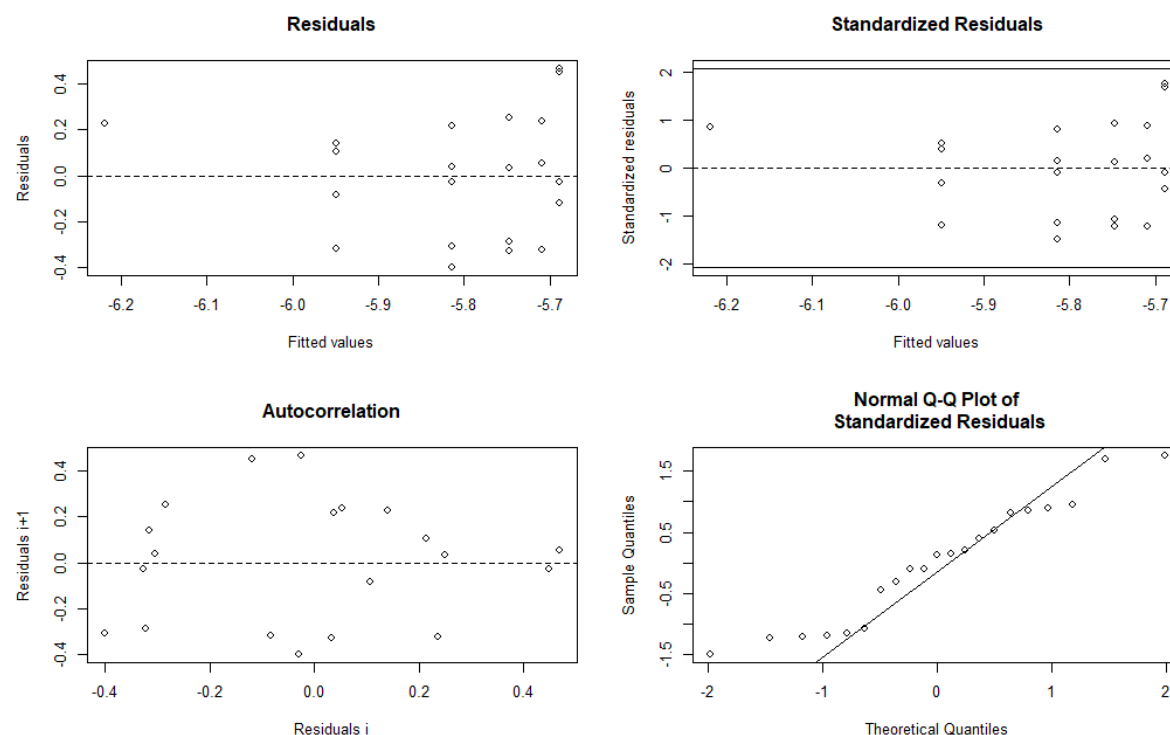 Residuals
Residuals
0.4
0.2
0.0
-0.2
-0.4
-6.2 -6.1 -6.0 -5.9 -5.8 -5.7
Fitted values
Standardized Residuals
Standardized residuals
2
1
0
-1
-2
-6.2 -6.1 -6.0 -5.9 -5.8 -5.7
Fitted values
Autocorrelation
Residuals i+1
0.4
0.2
0.0
-0.2
-0.4
-0.4 -0.2 0.0 0.2 0.4
Residuals i
Normal Q-Q Plot of
Standardized Residuals
Sample Quantiles
1.5
0.5
-0.5
-1.5
-2 -1 0 1 2
Theoretical Quantiles